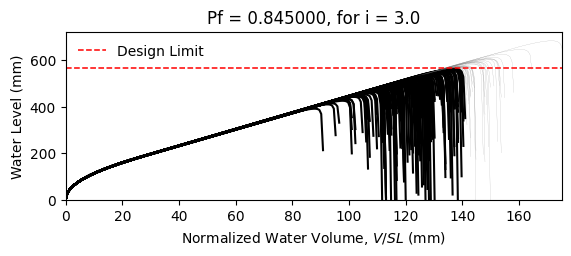 Pf = 0.845000, for i = 3.0
Design Limit
Water Level (mm)
600
400
200
0
0 20 40 60 80 100 120 140 160
Normalized Water Volume, V/SL (mm)